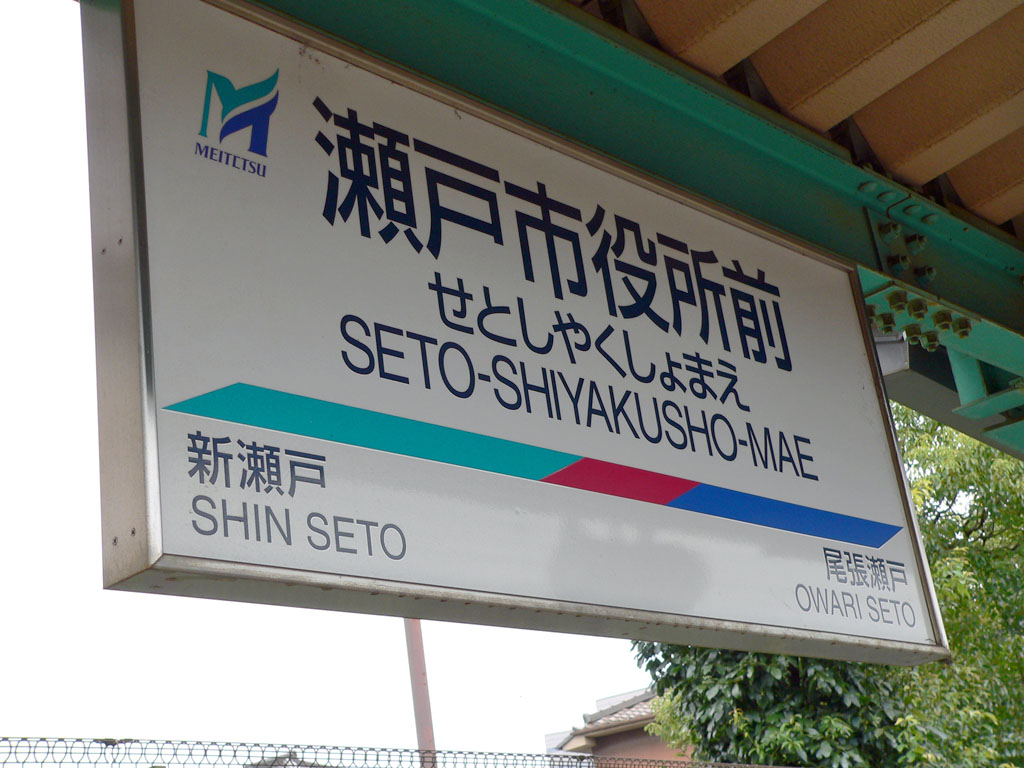 MEITETSU
瀬戸市役所前
せとしやくしょまえ
SETO-SHIYAKUSHO-MAE
新瀬戸
SHIN SETO
尾張瀬戸
OWARI SETO